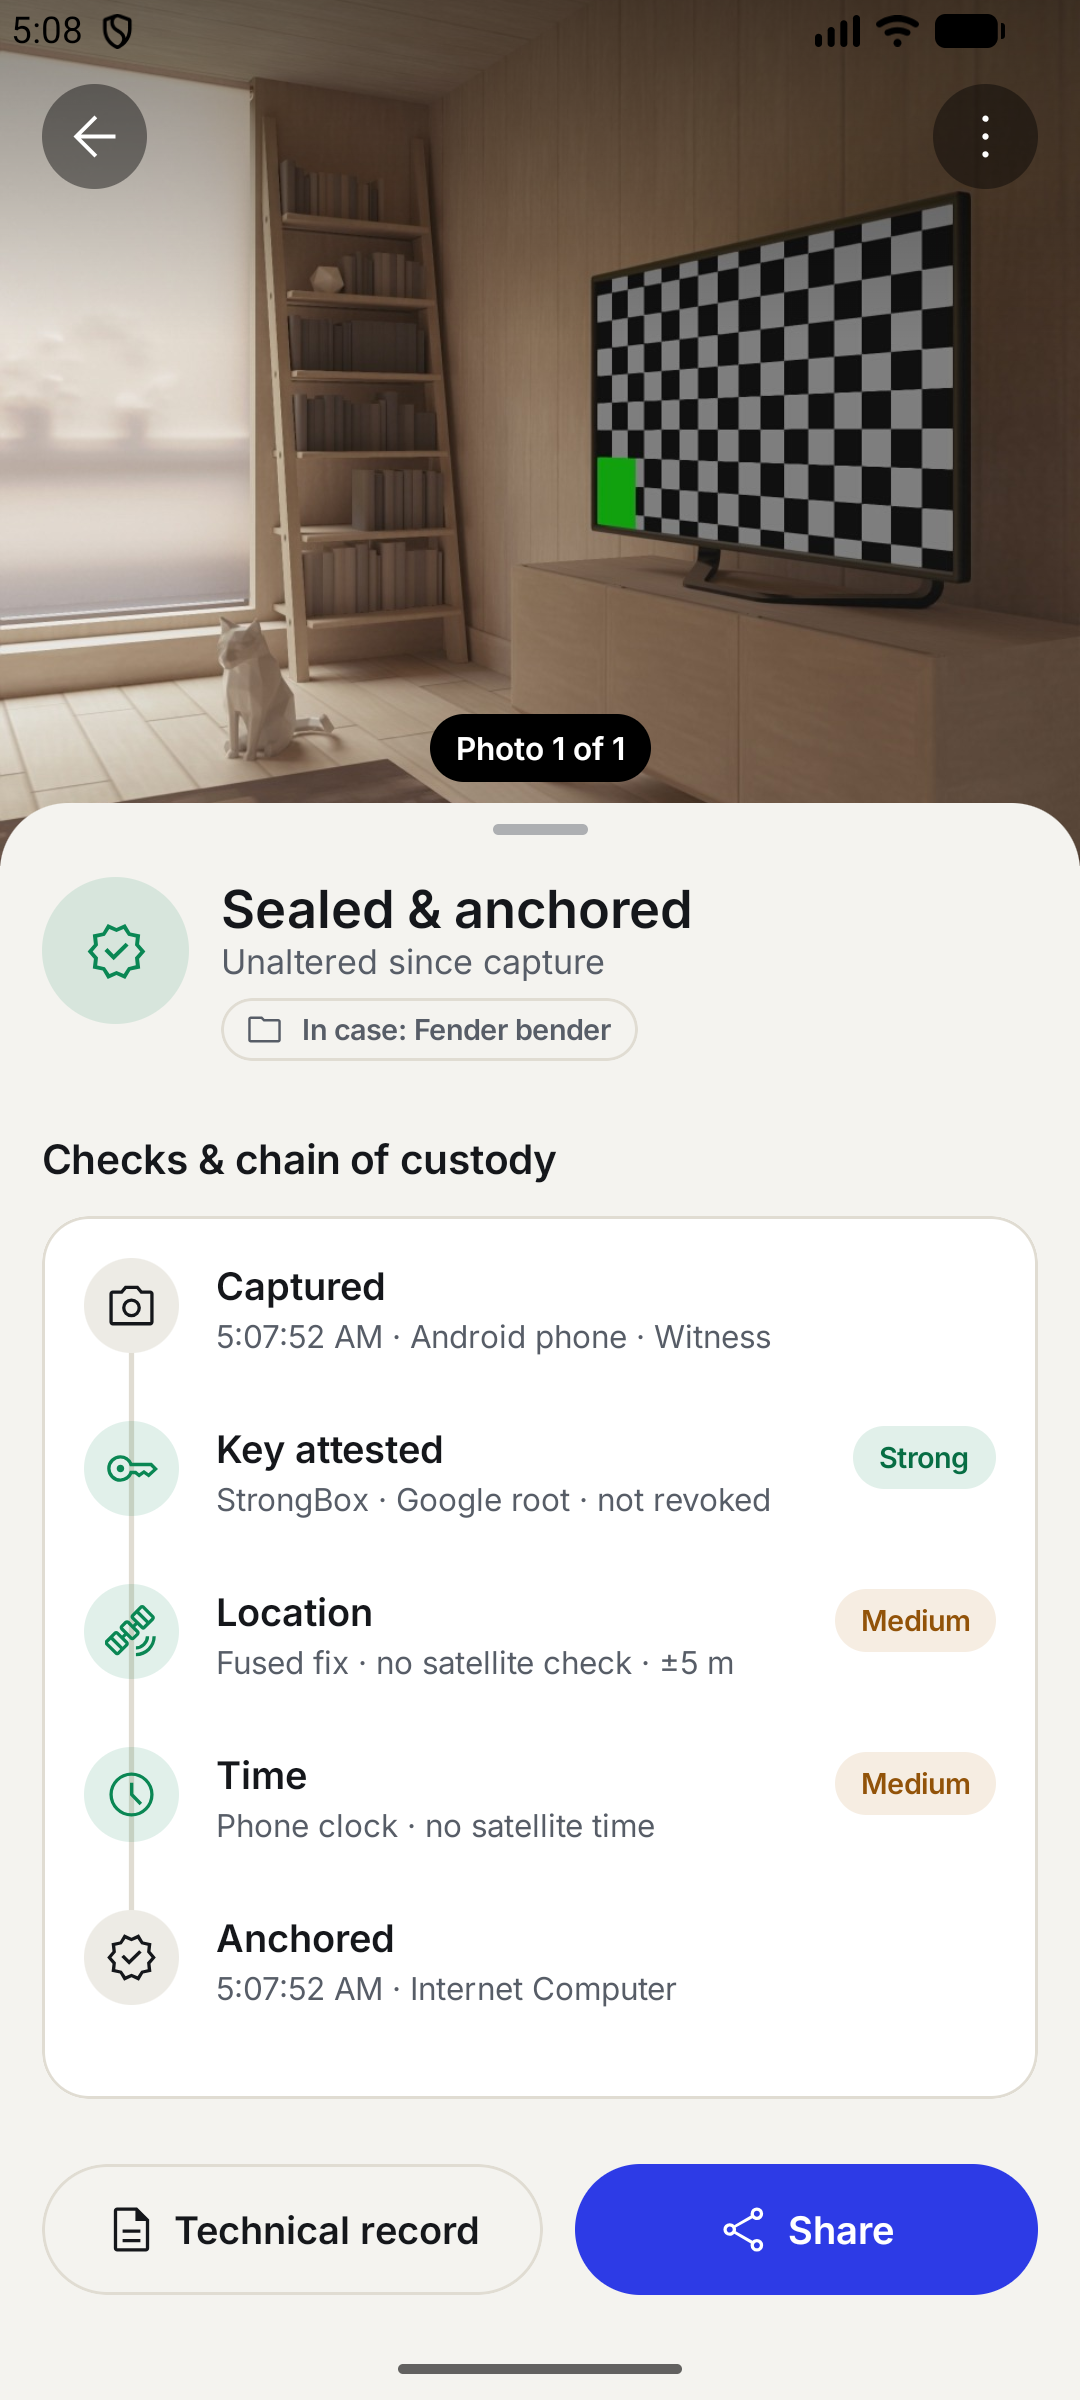 5:08
Photo 1 of 1
Sealed & anchored
Unaltered since capture
In case: Fender bender
Checks & chain of custody
Captured
5:07:52 AM · Android phone · Witness
Key attested
Strong
StrongBox · Google root · not revoked
Location
Medium
Fused fix · no satellite check · ±5 m
Time
Medium
Phone clock · no satellite time
Anchored
5:07:52 AM · Internet Computer
Technical record
Share